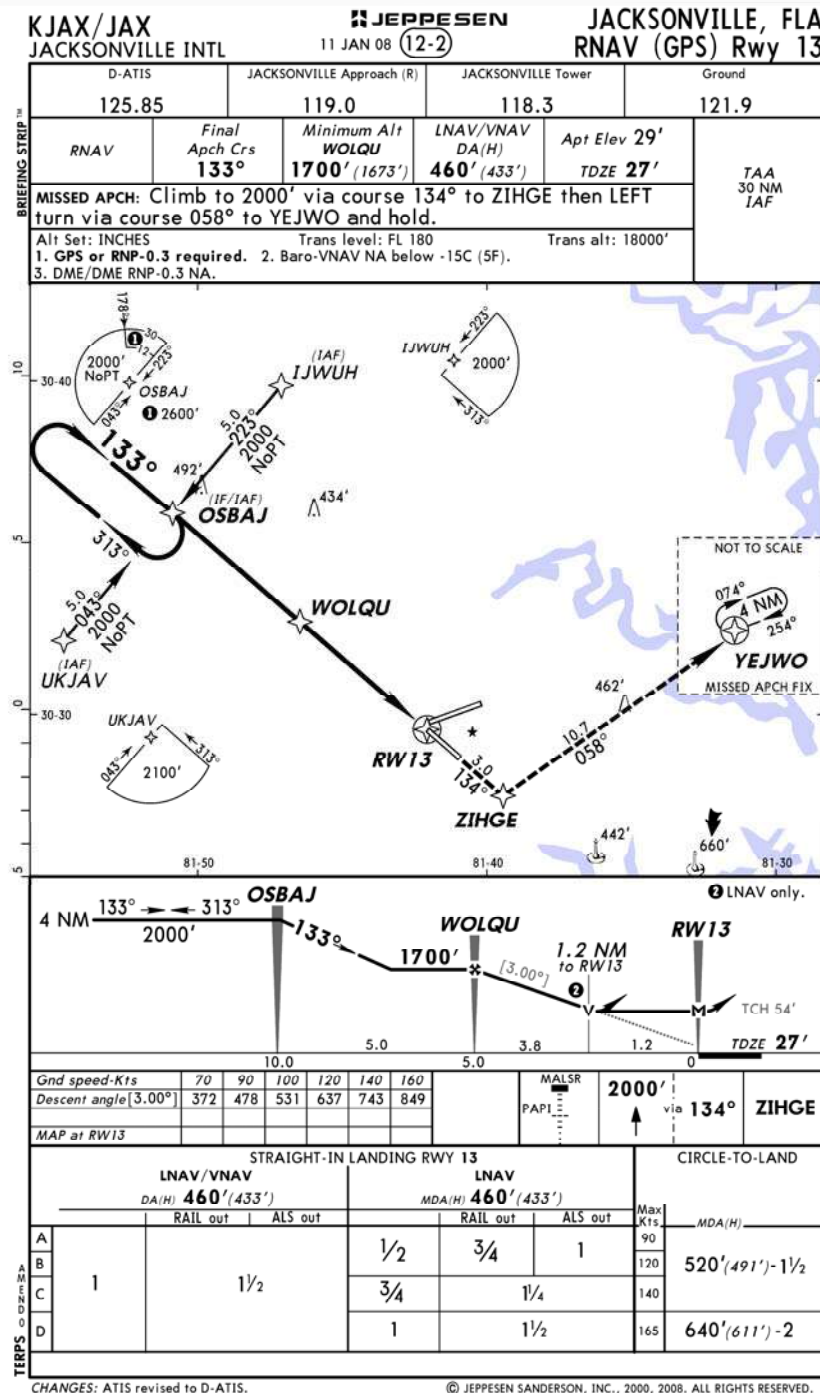 KJAX/JAX
JACKSONVILLE INTL
JEPPESEN
11 JAN 08 12-2
JACKSONVILLE, FLA
RNAV (GPS) Rwy 13
BRIEFING STRIP TM
D-ATIS
125.85
JACKSONVILLE Approach (R)
119.0
JACKSONVILLE Tower
118.3
Ground
121.9
RNAV
Final
Apch Crs
133°
Minimum Alt
WOLQU
1700' (1673')
LNAV/VNAV
DA(H)
460' (433')
Apt Elev 29'
TDZE 27'
TAA
30 NM
IAF
MISSED APCH: Climb to 2000' via course 134° to ZIHGE then LEFT
turn via course 058° to YEJWO and hold.
Alt Set: INCHES Trans level: FL 180 Trans alt: 18000'
1. GPS or RNP-0.3 required. 2. Baro-VNAV NA below -15C (5F).
3. DME/DME RNP-0.3 NA.
178°
1
30
12
2000'
NoPT
223°
043°
OSBAJ
1 2600'
(IAF)
IJWUH
5.0
223°
2000
NoPT
IJWUH
223°
2000'
313°
10
30-40
133°
492'
(IF/IAF)
OSBAJ
434'
313°
5
5.0
043°
2000
NoPT
(IAF)
UKJAV
WOLQU
NOT TO SCALE
074°
4 NM
254°
YEJWO
MISSED APCH FIX
462'
0
30-30
UKJAV
043°
313°
2100'
RW13
3.0
134°
10.7
058°
ZIHGE
442'
660'
5
81-50
81-40
81-30
2 LNAV only.
4 NM
133° 313°
2000'
OSBAJ
133°
1700'
WOLQU
[3.00°]
1.2 NM
to RW13
2
V
RW13
M
TCH 54'
TDZE 27'
5.0
3.8
1.2
10.0
5.0
0
Gnd speed-Kts 70 90 100 120 140 160
Descent angle [3.00°] 372 478 531 637 743 849
MAP at RW13
MALSR
PAPI
2000'
via 134°
ZIHGE
STRAIGHT-IN LANDING RWY 13
CIRCLE-TO-LAND
LNAV/VNAV
DA(H) 460' (433')
RAIL out ALS out
LNAV
MDA(H) 460' (433')
RAIL out ALS out
Max
Kts
MDA(H)
A
B
C
D
1
1½
½
¾
1
¾
1¼
1
1½
90
120
520' (491') - 1½
140
165
640' (611') - 2
TERPS AMEND 0
CHANGES: ATIS revised to D-ATIS.
© JEPPESEN SANDERSON, INC., 2000, 2008. ALL RIGHTS RESERVED.